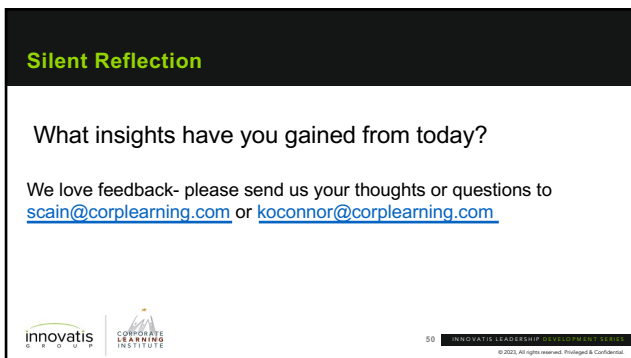 Silent Reflection
What insights have you gained from today?
We love feedback- please send us your thoughts or questions to
scain@corplearning.com or koconnor@corplearning.com
innovatis
GROUP
CORPORATE
LEARNING
INSTITUTE
50
INNOVATIS LEADERSHIP DEVELOPMENT SERIES
© 2023, All rights reserved. Privileged & Confidential.